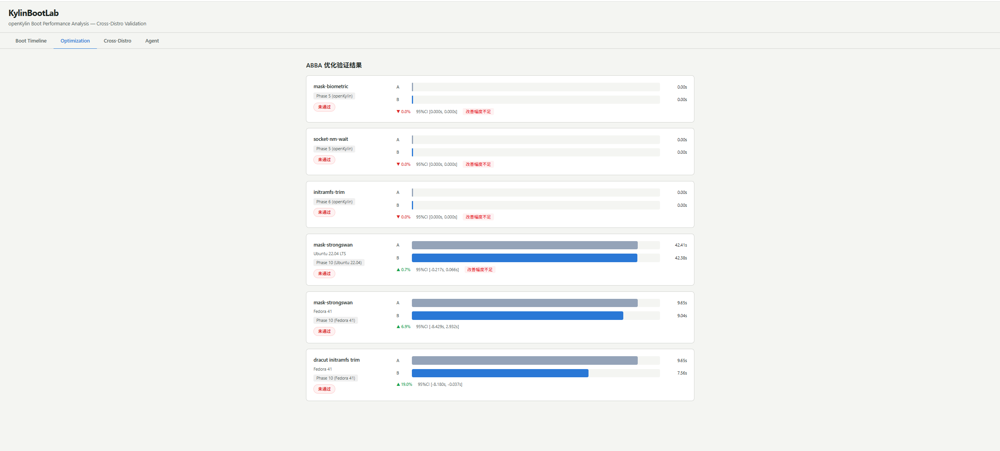 KylinBootLab
openKylin Boot Performance Analysis — Cross-Distro Validation
Boot Timeline Optimization Cross-Distro Agent
ABBA 优化验证结果
mask-biometric
Phase 5 (openKylin)
未通过
A 0.00s
B 0.00s
▼ 0.0% 95%CI [0.000s, 0.000s] 改善幅度不足
socket-nm-wait
Phase 5 (openKylin)
未通过
A 0.00s
B 0.00s
▼ 0.0% 95%CI [0.000s, 0.000s] 改善幅度不足
initramfs-trim
Phase 6 (openKylin)
未通过
A 0.00s
B 0.00s
▼ 0.0% 95%CI [0.000s, 0.000s] 改善幅度不足
mask-strongswan
Ubuntu 22.04 LTS
Phase 10 (Ubuntu 22.04)
未通过
A 42.41s
B 42.38s
▲ 0.7% 95%CI [-0.217s, 0.066s] 改善幅度不足
mask-strongswan
Fedora 41
Phase 10 (Fedora 41)
未通过
A 9.65s
B 9.04s
▲ 6.9% 95%CI [-8.429s, 2.932s]
dracut initramfs trim
Fedora 41
Phase 10 (Fedora 41)
未通过
A 9.65s
B 7.56s
▲ 19.0% 95%CI [-8.180s, -0.037s]